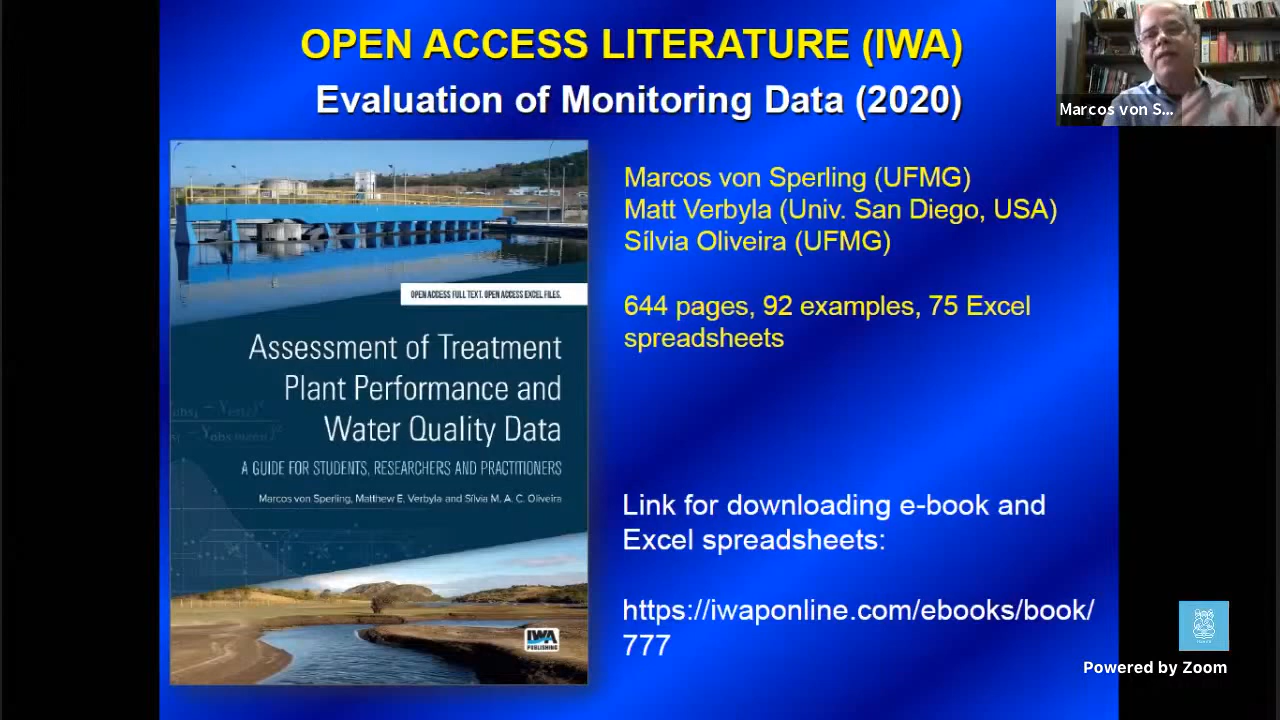 OPEN ACCESS LITERATURE (IWA)
Evaluation of Monitoring Data (2020)
Marcos von S...
Marcos von Sperling (UFMG)
Matt Verbyla (Univ. San Diego, USA)
Sílvia Oliveira (UFMG)
644 pages, 92 examples, 75 Excel
spreadsheets
OPEN ACCESS FULL TEXT. OPEN ACCESS EXCEL FILES.
Assessment of Treatment
Plant Performance and
Water Quality Data
A GUIDE FOR STUDENTS, RESEARCHERS AND PRACTITIONERS
Marcos von Sperling, Matthew E. Verbyla and Sílvia M. A. C. Oliveira
IWA
PUBLISHING
Link for downloading e-book and
Excel spreadsheets:
https://iwaponline.com/ebooks/book/
777
Powered by Zoom